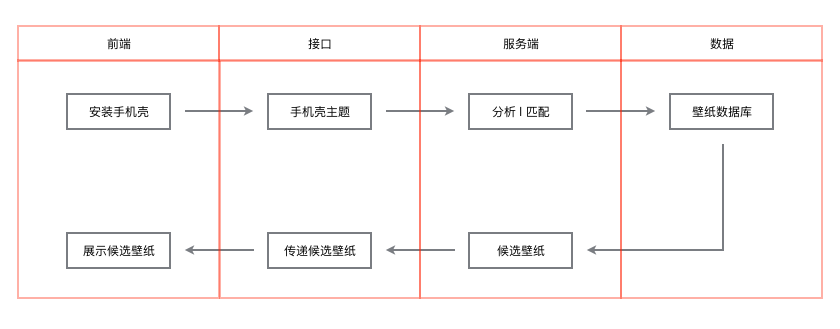 前端
接口
服务端
数据
安装手机壳
手机壳主题
分析 | 匹配
壁纸数据库
展示候选壁纸
传递候选壁纸
候选壁纸